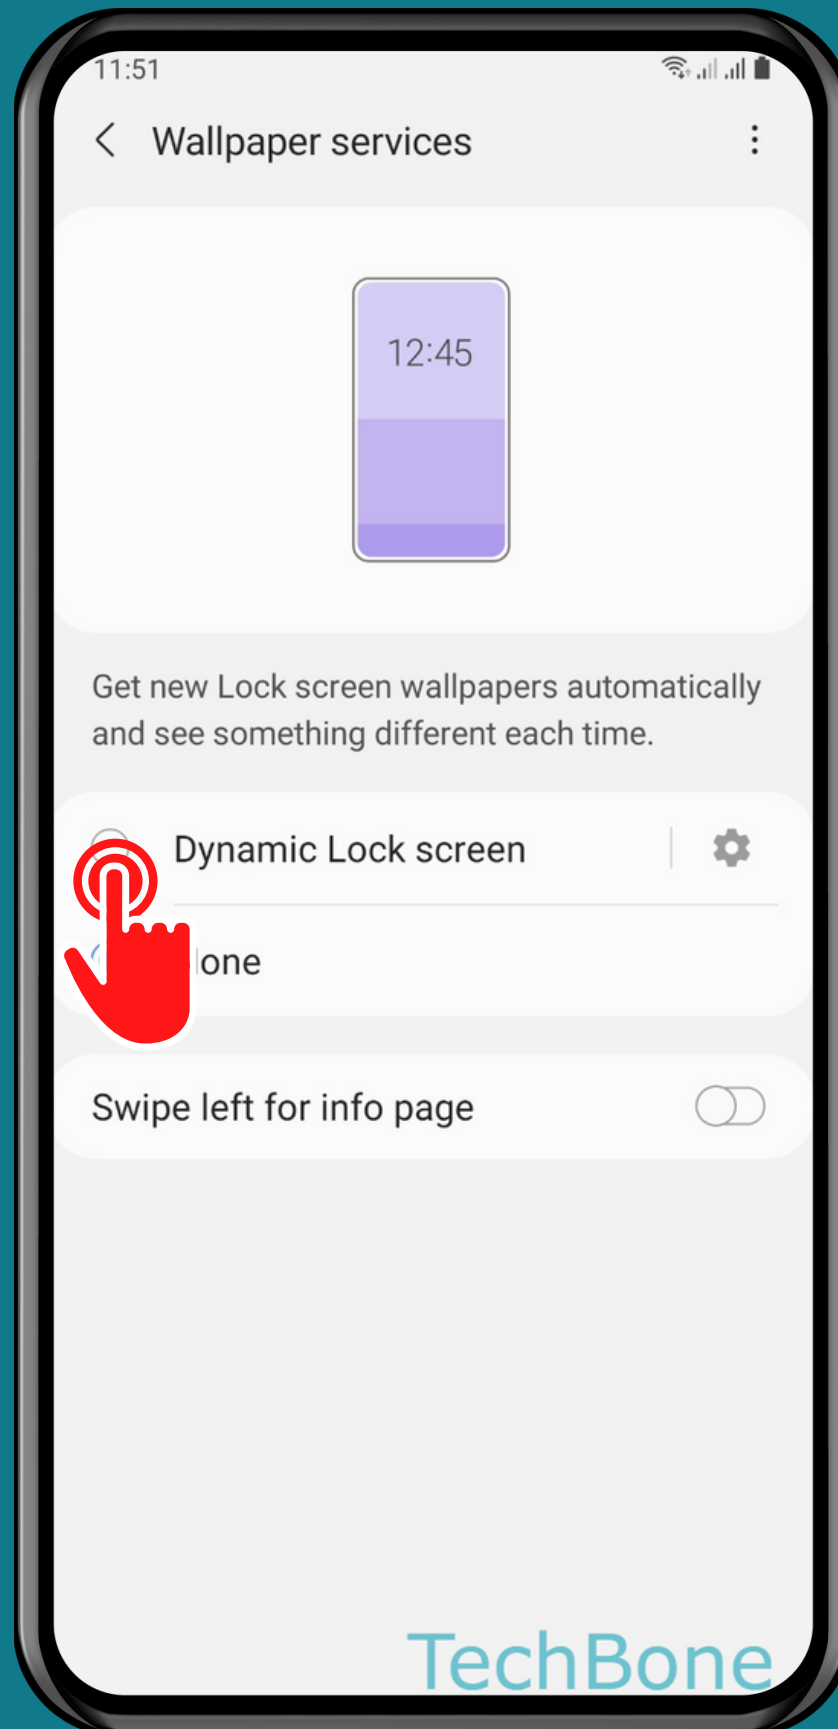 11:51
Wallpaper services
12:45
Get new Lock screen wallpapers automatically
and see something different each time.
Dynamic Lock screen
Swipe left for info page
TechBone